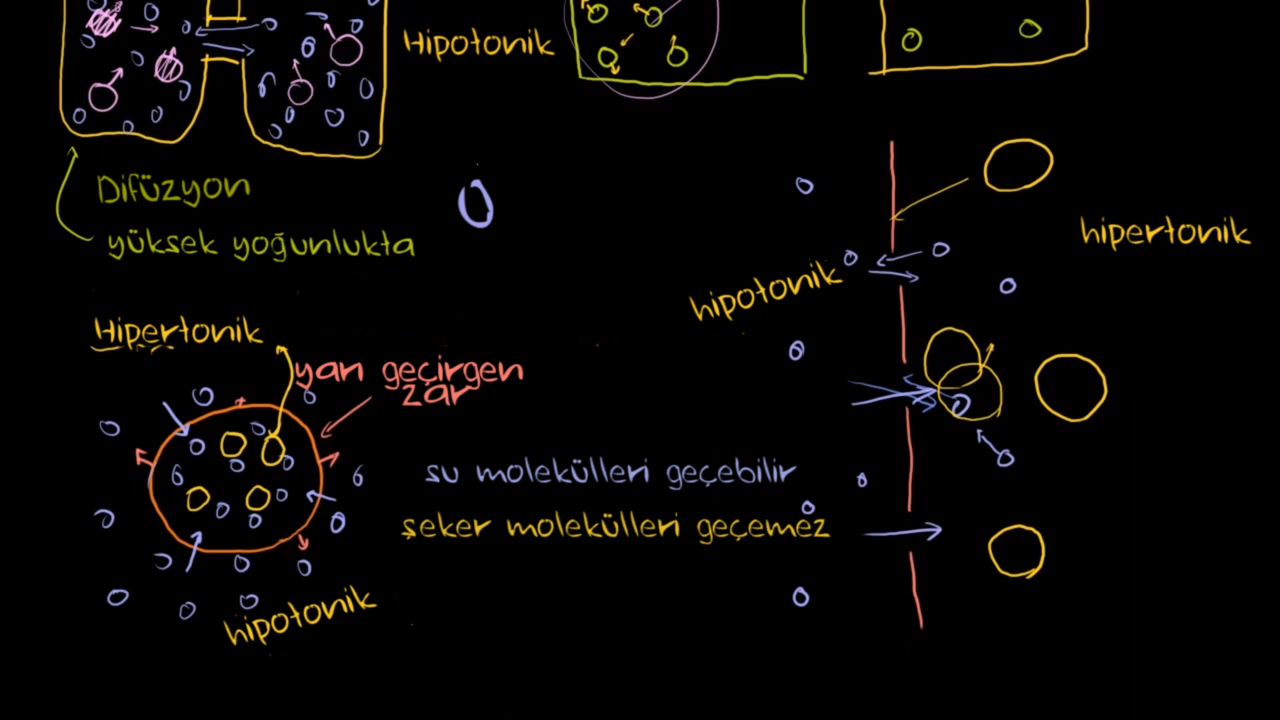 Hipotonik
Difüzyon
yüksek yoğunlukta
hipertonik
hipotonik
Hipertonik
yarı geçirgen
zar
su molekülleri geçebilir
şeker molekülleri geçemez
hipotonik